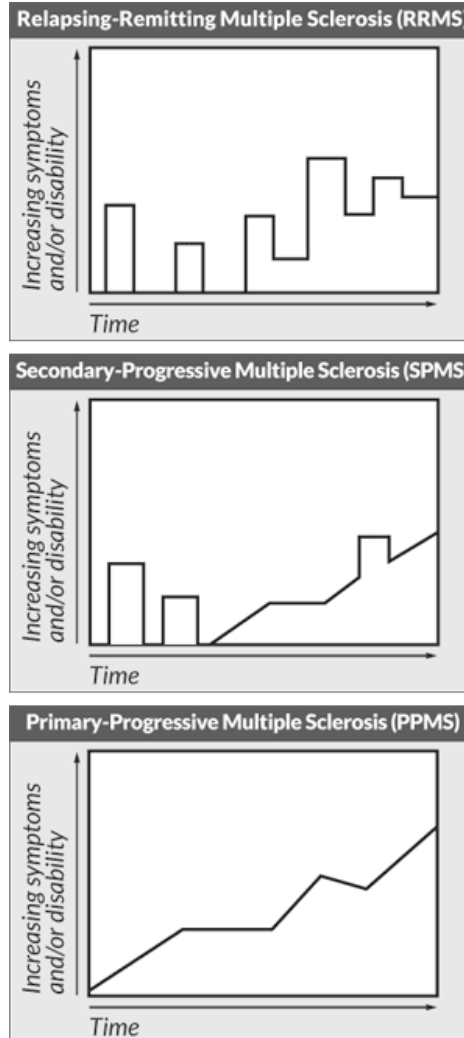 Relapsing-Remitting Multiple Sclerosis (RRMS)
Increasing symptoms
and/or disability
Time
Secondary-Progressive Multiple Sclerosis (SPMS
Increasing symptoms
and/or disability
Time
Primary-Progressive Multiple Sclerosis (PPMS)
Increasing symptoms
and/or disability
Time